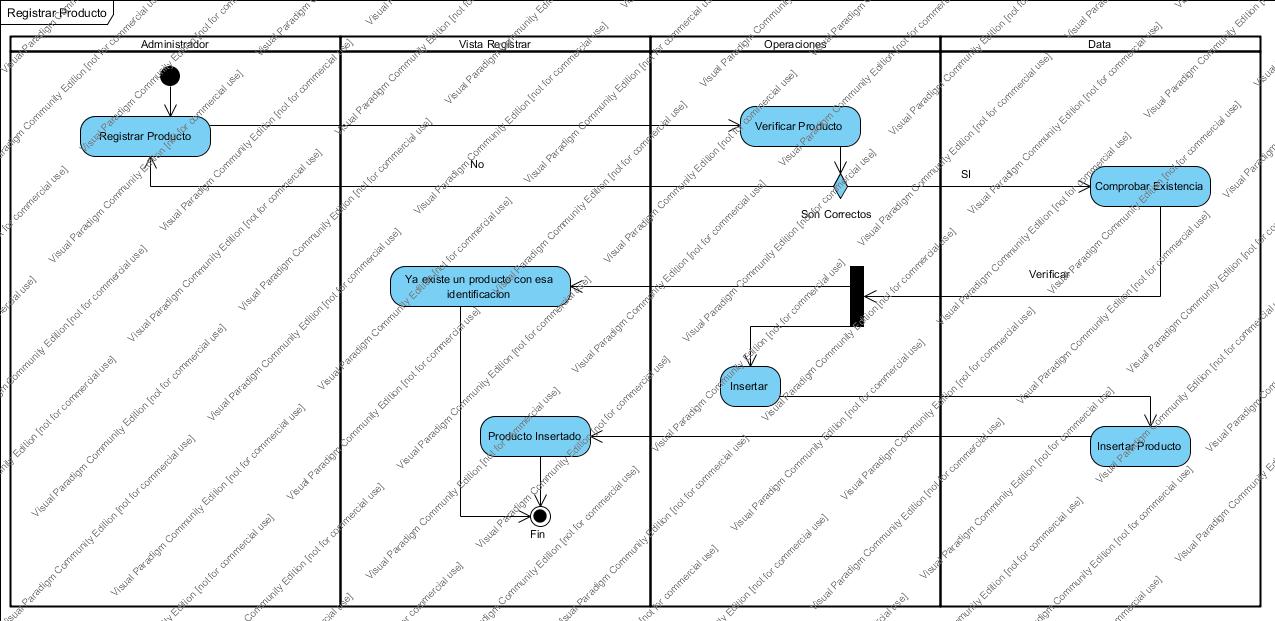 Registrar Producto
Administrador
Vista Registrar
Operaciones
Data
Registrar Producto
Verificar Producto
No
SI
Comprobar Existencia
Son Correctos
Ya existe un producto con esa
identificacion
Verificar
Insertar
Producto Insertado
Insertar Producto
Fin
Visual Paradigm Community Edition [not for commercial use]